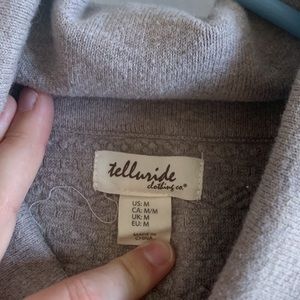 telluride
clothing co.®
US: M
CA: M/M
UK: M
EU: M
MADE IN
CHINA